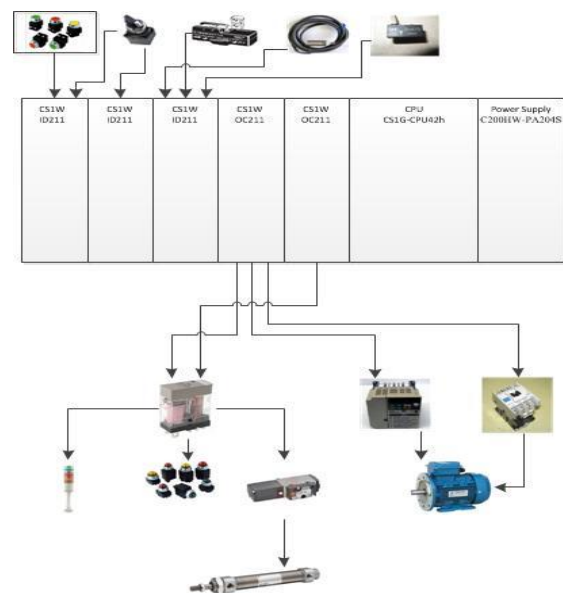 CS1W
ID211
CS1W
ID211
CS1W
ID211
CS1W
OC211
CS1W
OC211
CPU
CS1G-CPU42h
Power Supply
C200HW-PA204S